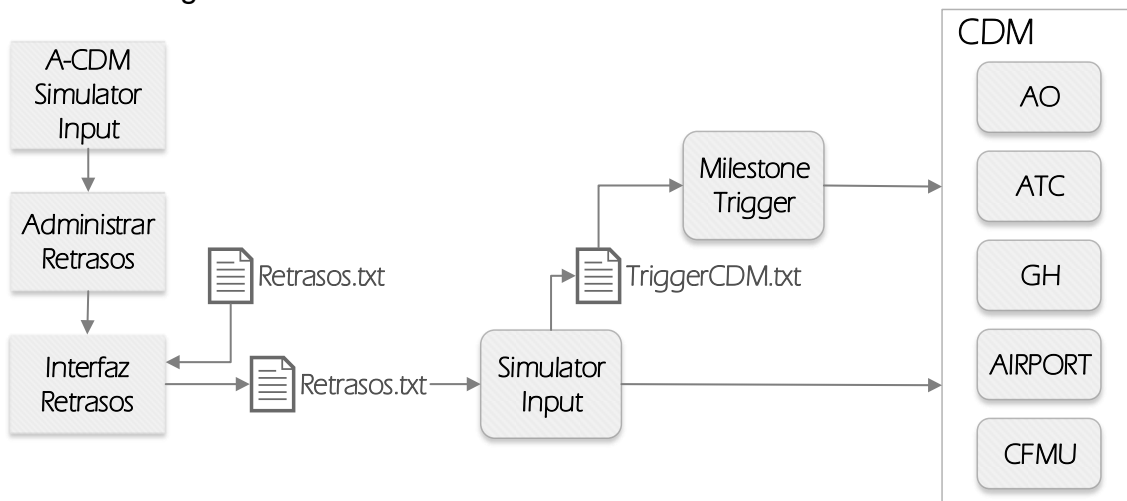 A-CDM
Simulator
Input
Administrar
Retrasos
Interfaz
Retrasos
Retrasos.txt
Retrasos.txt
Simulator
Input
TriggerCDM.txt
Milestone
Trigger
CDM
AO
ATC
GH
AIRPORT
CFMU